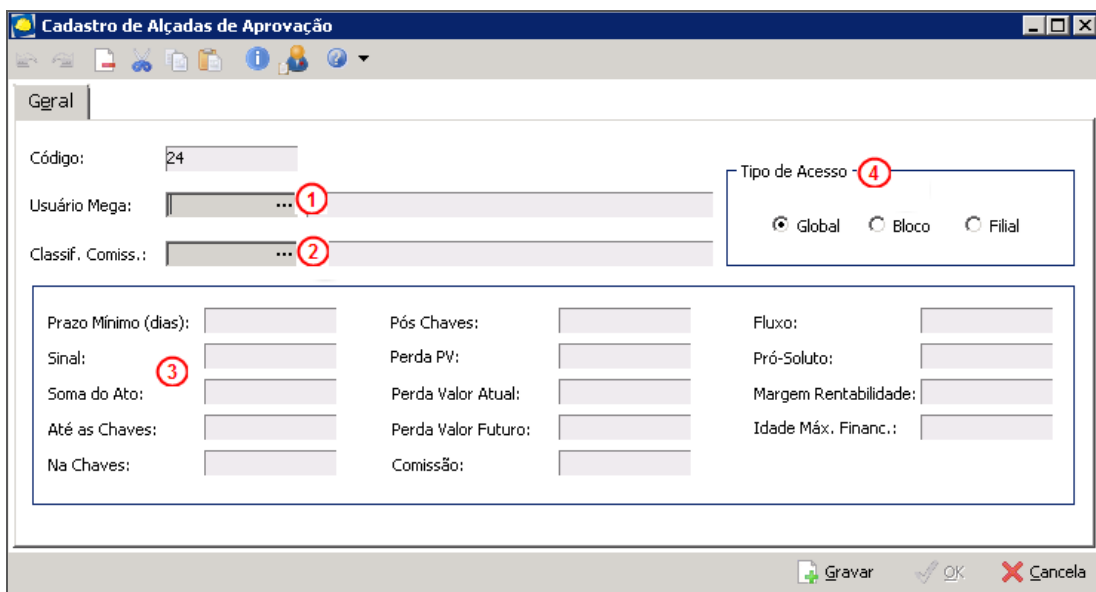 Cadastro de Alçadas de Aprovação
Geral
Código: 24
Tipo de Acesso 4
Usuário Mega: ... 1
Global Bloco Filial
Classif. Comiss.: ... 2
Prazo Mínimo (dias): Pós Chaves: Fluxo:
Sinal: Perda PV: Pró-Soluto:
3
Soma do Ato: Perda Valor Atual: Margem Rentabilidade:
Até as Chaves: Perda Valor Futuro: Idade Máx. Financ.:
Na Chaves: Comissão:
Gravar OK Cancela